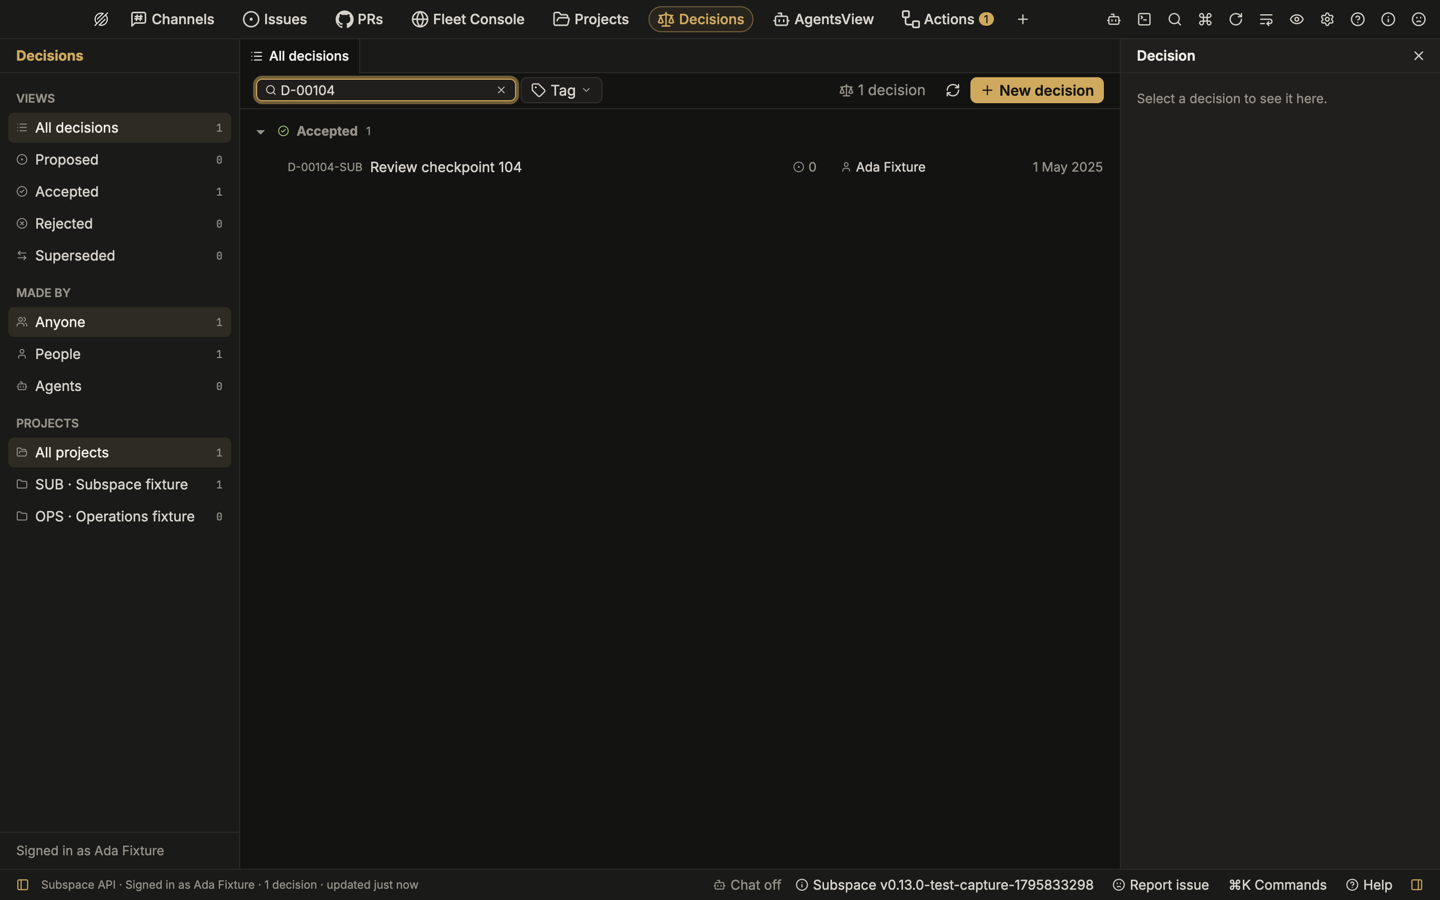 Channels
Issues
PRs
Fleet Console
Projects
Decisions
AgentsView
Actions 1
Decisions
VIEWS
All decisions 1
Proposed 0
Accepted 1
Rejected 0
Superseded 0
MADE BY
Anyone 1
People 1
Agents 0
PROJECTS
All projects 1
SUB · Subspace fixture 1
OPS · Operations fixture 0
Signed in as Ada Fixture
All decisions
D-00104
Tag
1 decision
New decision
Accepted 1
D-00104-SUB Review checkpoint 104 0 Ada Fixture 1 May 2025
Decision
Select a decision to see it here.
Subspace API · Signed in as Ada Fixture · 1 decision · updated just now
Chat off
Subspace v0.13.0-test-capture-1795833298
Report issue
⌘K Commands
Help